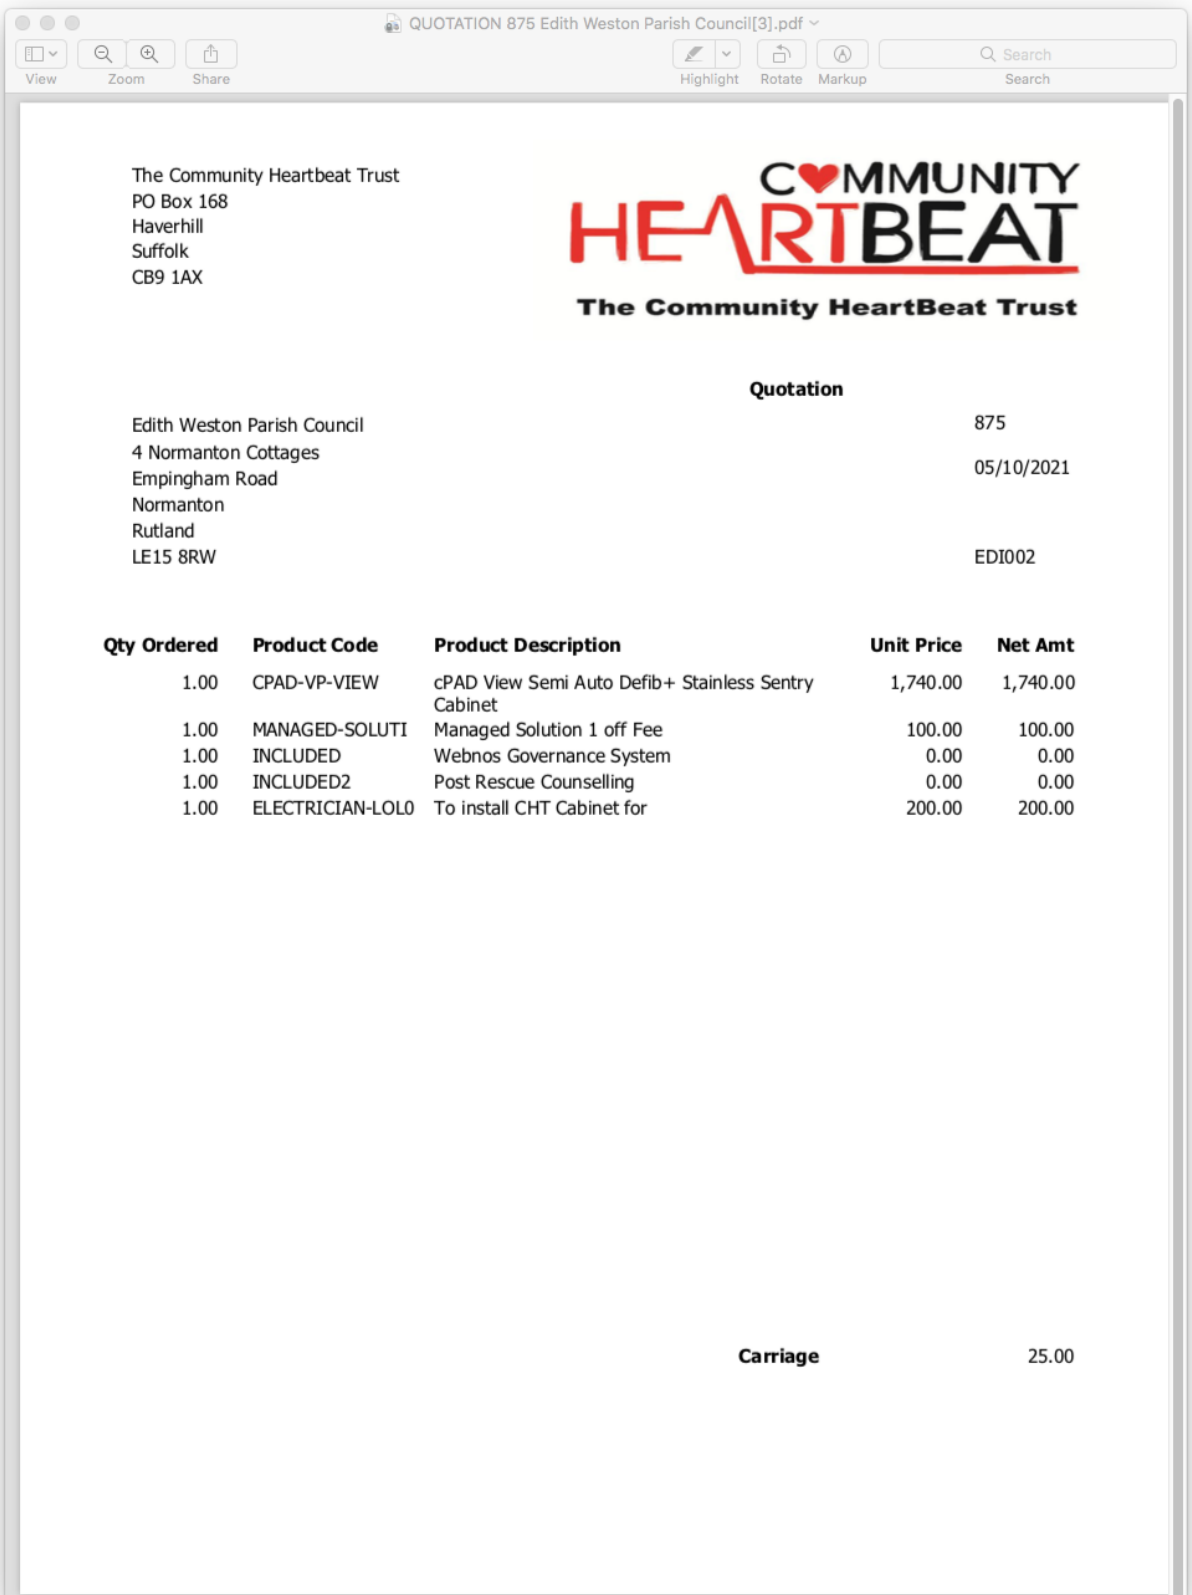 QUOTATION 875 Edith Weston Parish Council[3].pdf
View Zoom Share Highlight Rotate Markup Search
Search
The Community Heartbeat Trust
PO Box 168
Haverhill
Suffolk
CB9 1AX
COMMUNITY
HEARTBEAT
The Community HeartBeat Trust
Quotation
Edith Weston Parish Council
4 Normanton Cottages
Empingham Road
Normanton
Rutland
LE15 8RW
875
05/10/2021
EDI002
Qty Ordered Product Code Product Description Unit Price Net Amt
1.00 CPAD-VP-VIEW cPAD View Semi Auto Defib+ Stainless Sentry 1,740.00 1,740.00
Cabinet
1.00 MANAGED-SOLUTI Managed Solution 1 off Fee 100.00 100.00
1.00 INCLUDED Webnos Governance System 0.00 0.00
1.00 INCLUDED2 Post Rescue Counselling 0.00 0.00
1.00 ELECTRICIAN-LOL0 To install CHT Cabinet for 200.00 200.00
Carriage 25.00